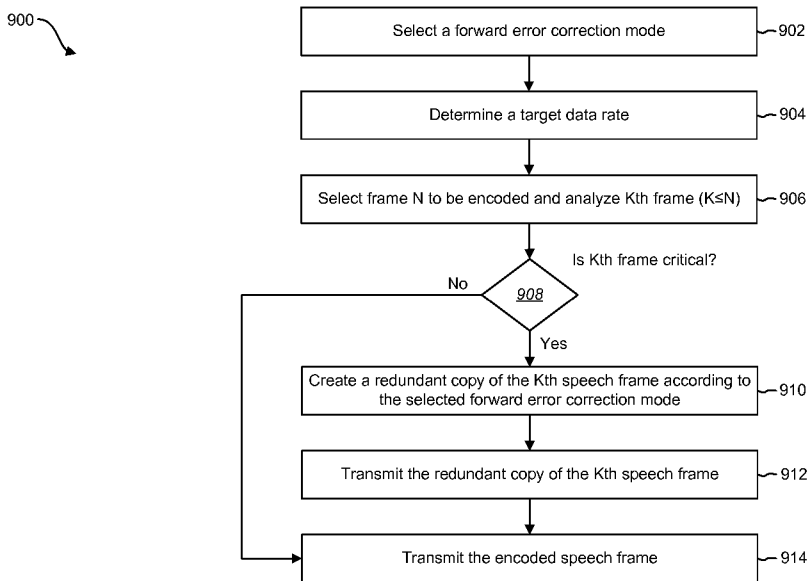 900
Select a forward error correction mode
902
Determine a target data rate
904
Select frame N to be encoded and analyze Kth frame (K≤N)
906
Is Kth frame critical?
No
908
Yes
Create a redundant copy of the Kth speech frame according to
the selected forward error correction mode
910
Transmit the redundant copy of the Kth speech frame
912
Transmit the encoded speech frame
914